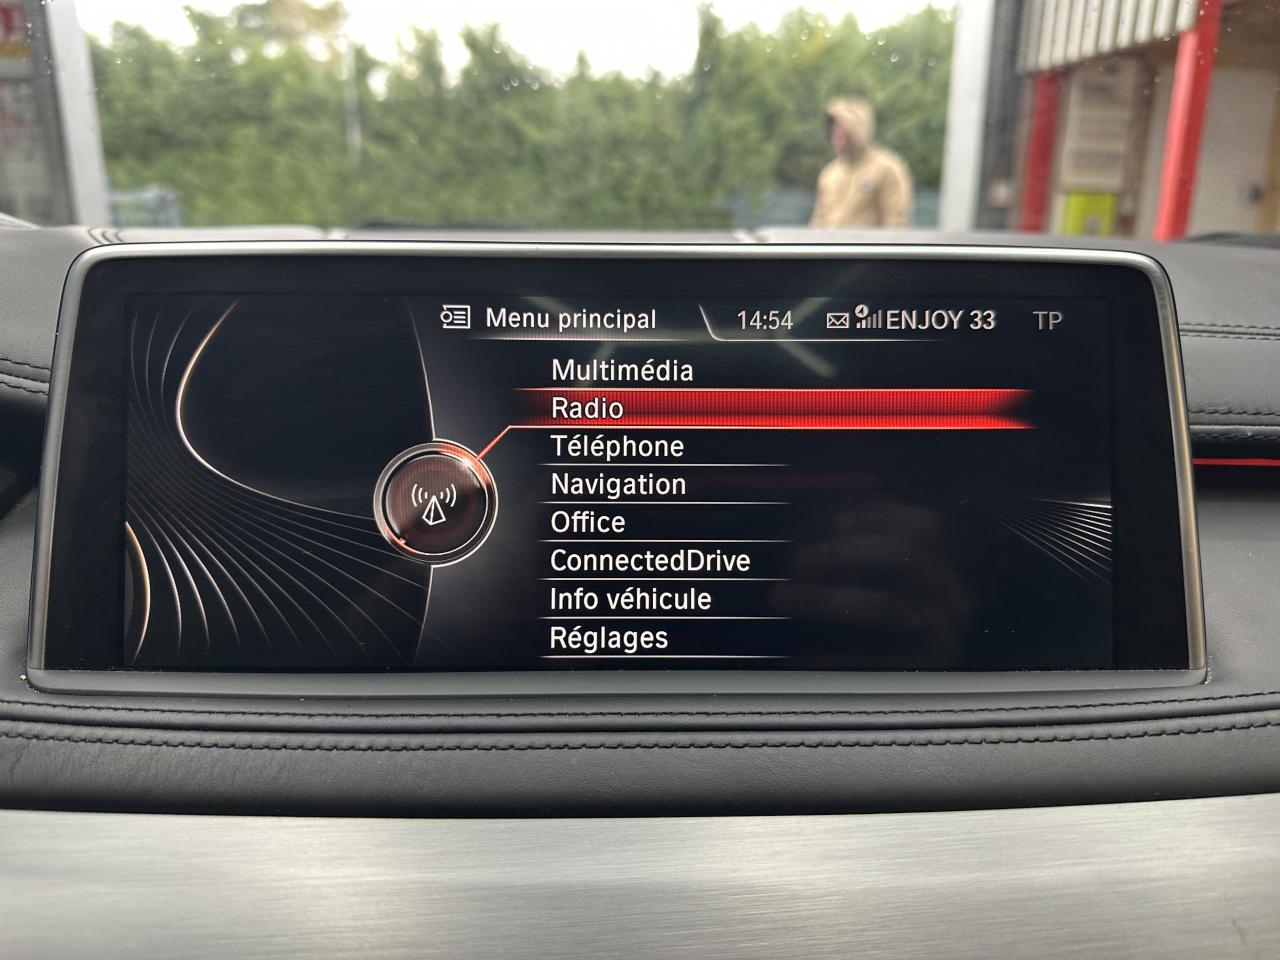 Menu principal
14:54
ENJOY 33
TP
Multimédia
Radio
Téléphone
Navigation
Office
ConnectedDrive
Info véhicule
Réglages